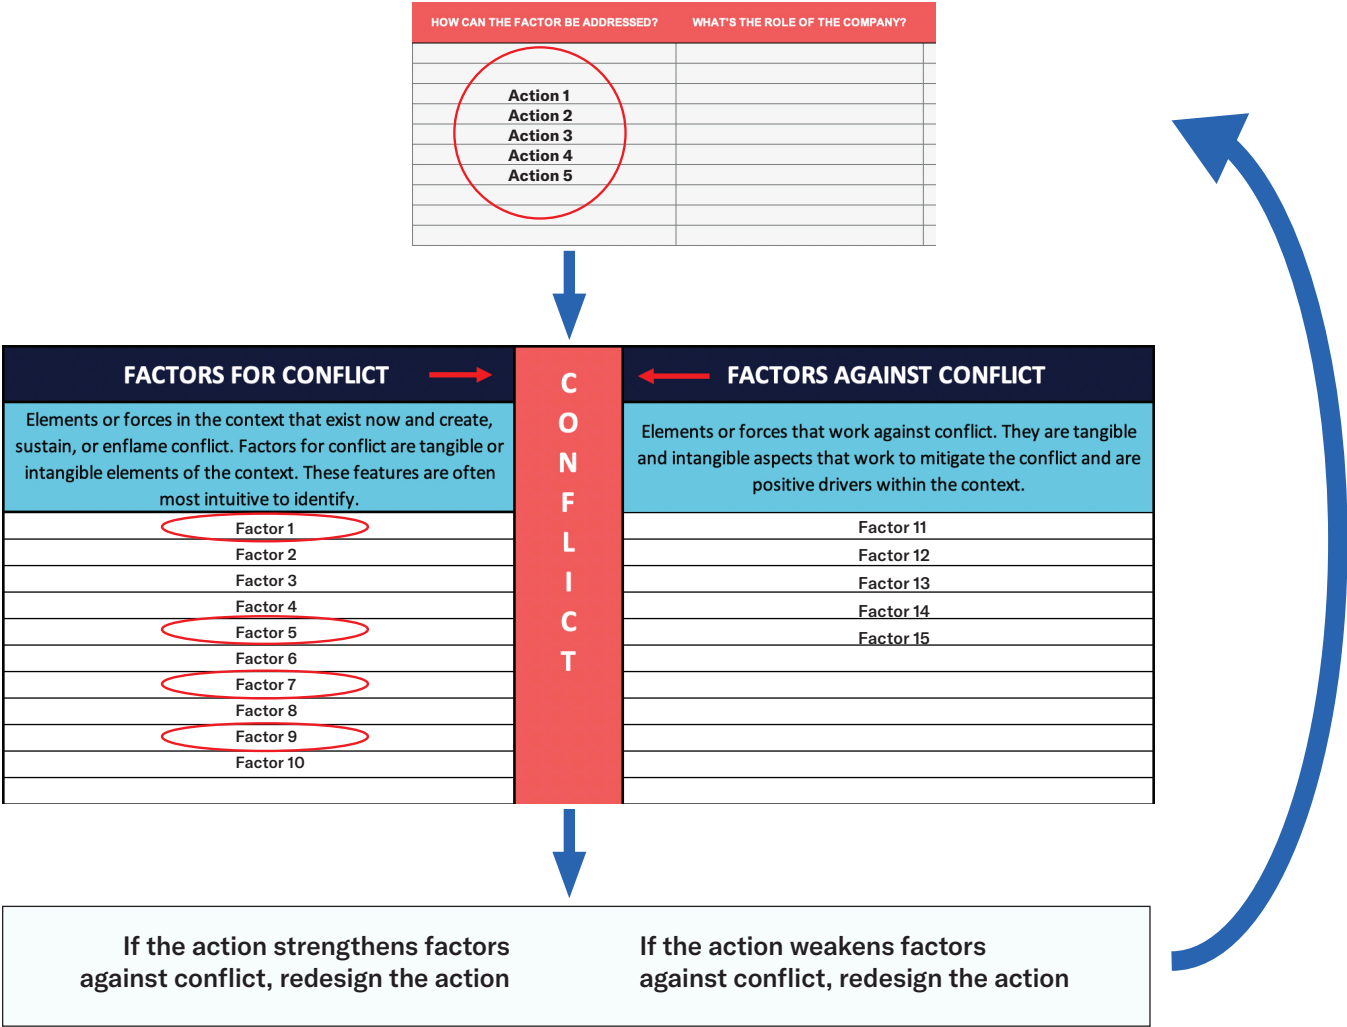 HOW CAN THE FACTOR BE ADDRESSED? WHAT'S THE ROLE OF THE COMPANY?
Action 1
Action 2
Action 3
Action 4
Action 5
FACTORS FOR CONFLICT
Elements or forces in the context that exist now and create,
sustain, or enflame conflict. Factors for conflict are tangible or
intangible elements of the context. These features are often
most intuitive to identify.
Factor 1
Factor 2
Factor 3
Factor 4
Factor 5
Factor 6
Factor 7
Factor 8
Factor 9
Factor 10
CONFLICT
FACTORS AGAINST CONFLICT
Elements or forces that work against conflict. They are tangible
and intangible aspects that work to mitigate the conflict and are
positive drivers within the context.
Factor 11
Factor 12
Factor 13
Factor 14
Factor 15
If the action strengthens factors
against conflict, redesign the action
If the action weakens factors
against conflict, redesign the action